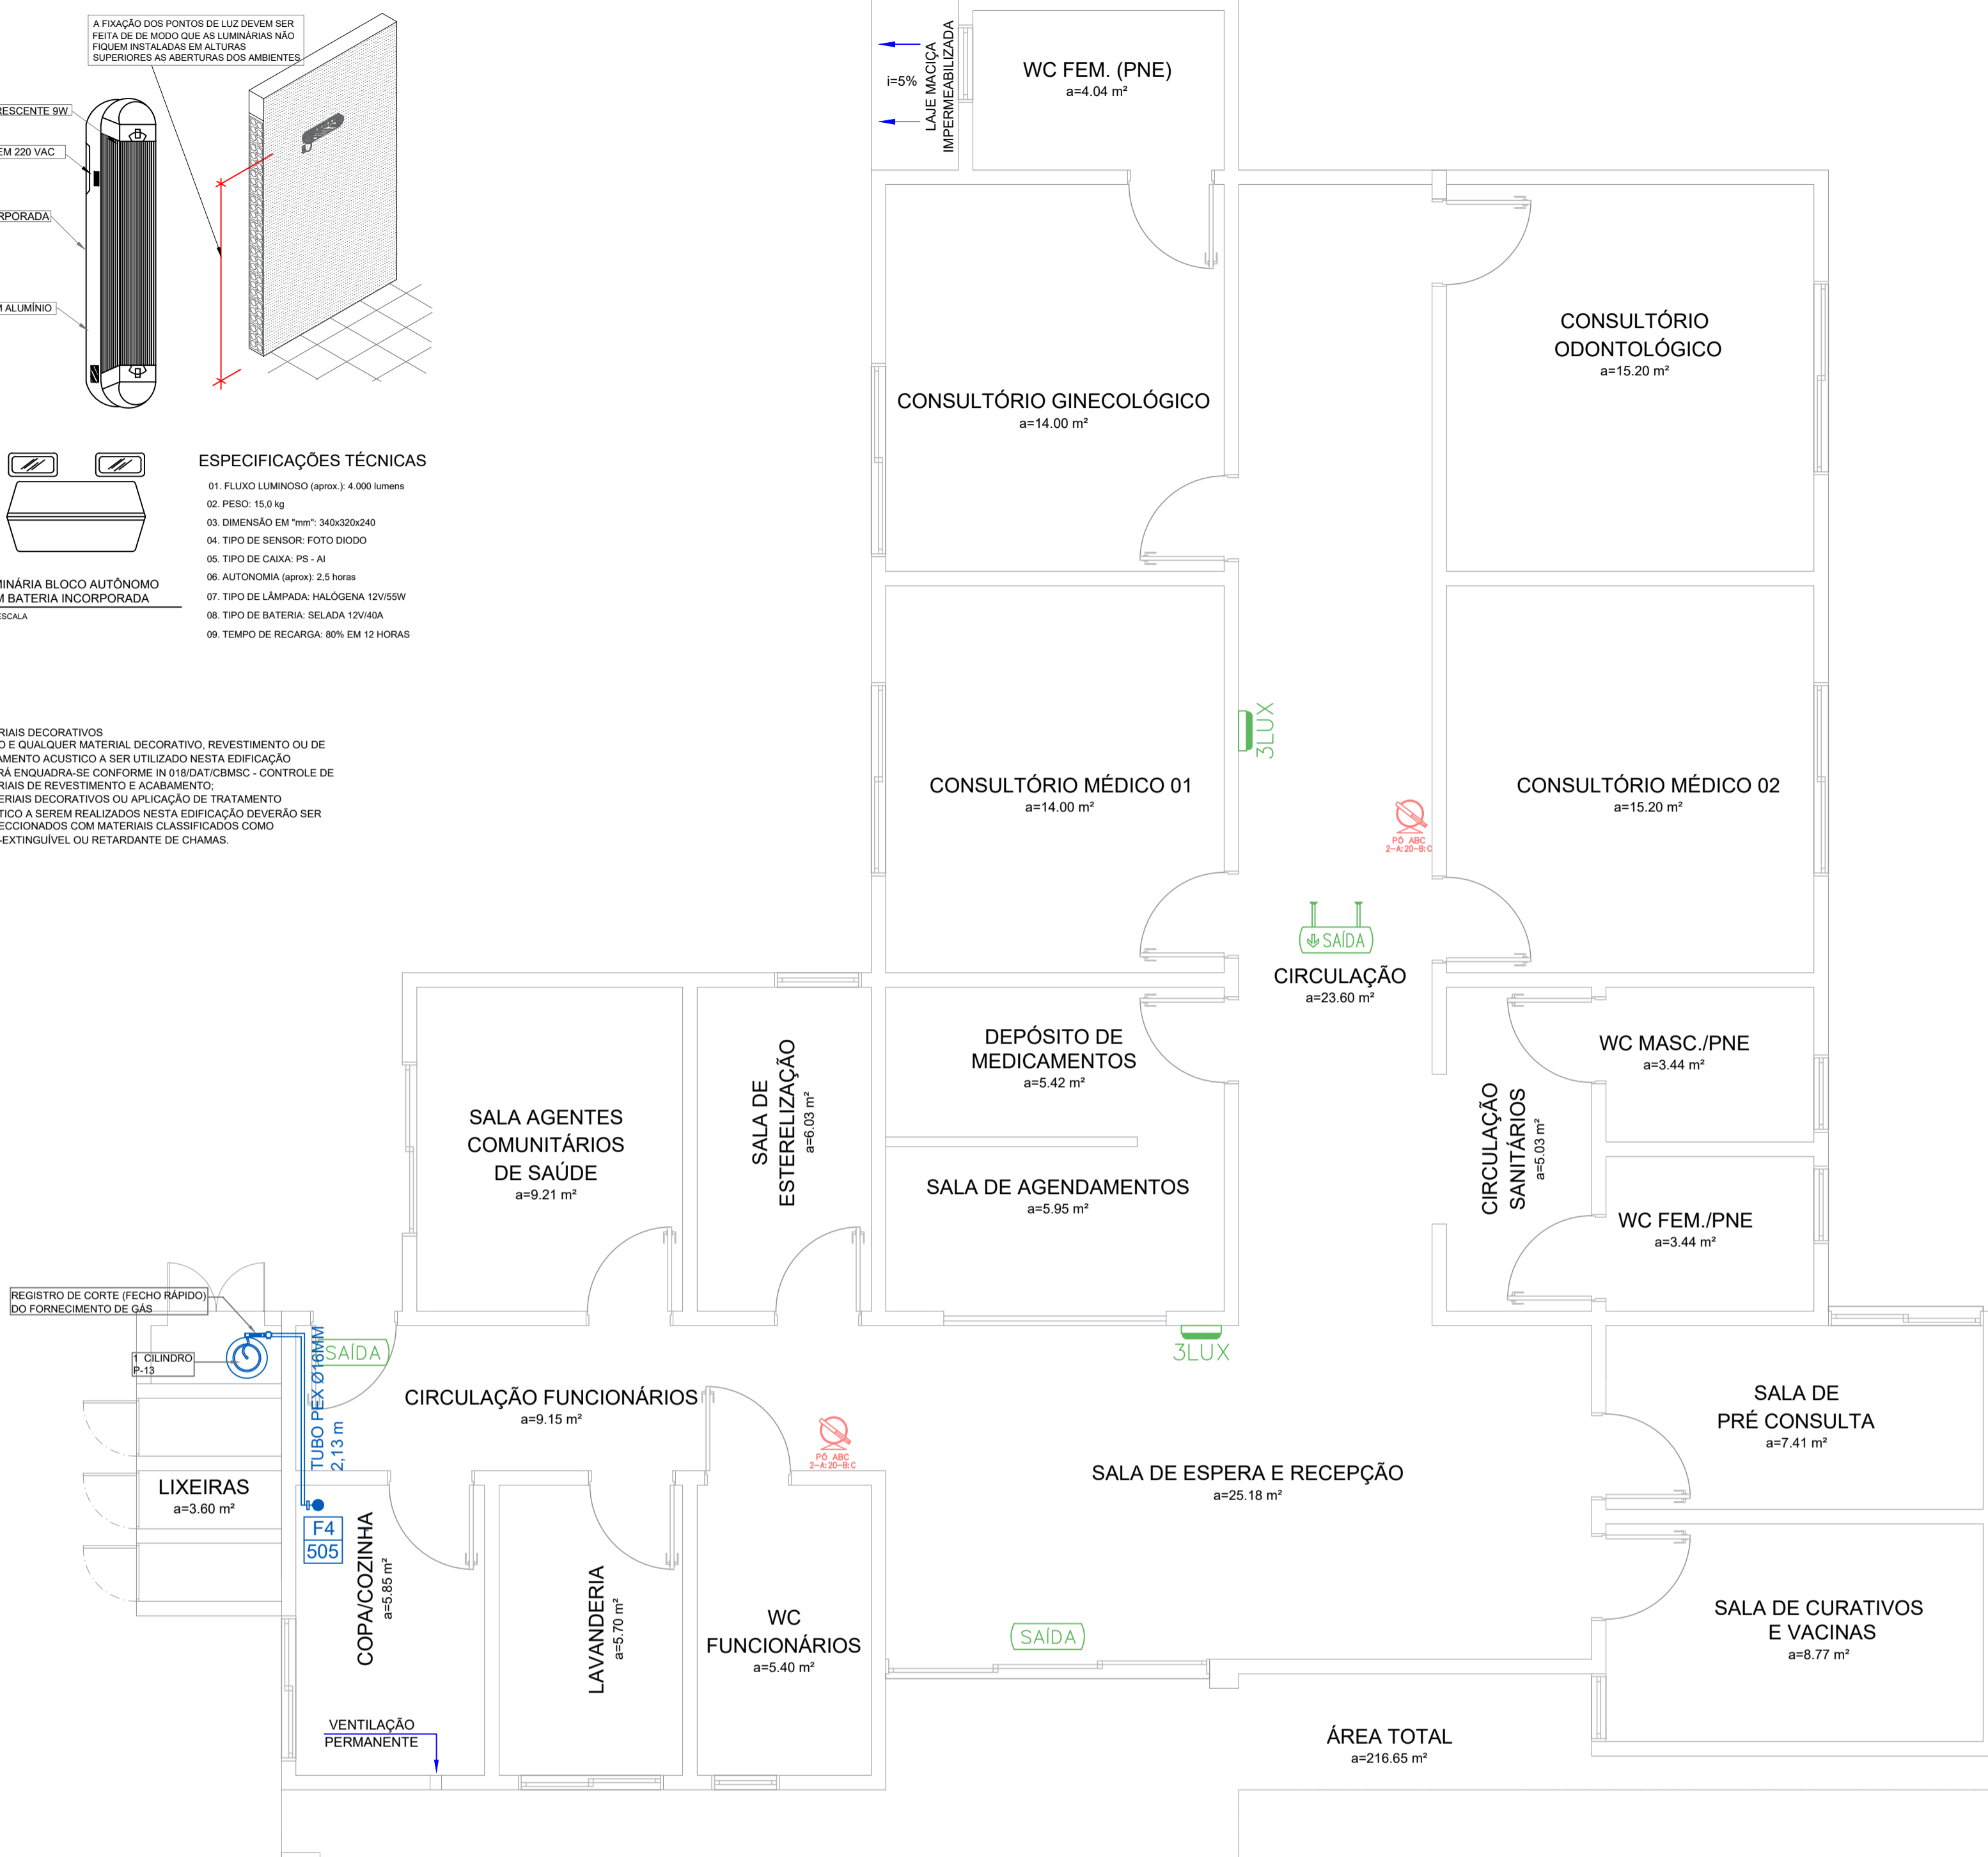 A FIXAÇÃO DOS PONTOS DE LUZ DEVEM SER
FEITA DE DE MODO QUE AS LUMINÁRIAS NÃO
FIQUEM INSTALADAS EM ALTURAS
SUPERIORES AS ABERTURAS DOS AMBIENTES
RESCENTE 9W
EM 220 VAC
RPORADA
M ALUMÍNIO
ESPECIFICAÇÕES TÉCNICAS
01. FLUXO LUMINOSO (aprox.): 4.000 lumens
02. PESO: 15,0 kg
03. DIMENSÃO EM "mm": 340x320x240
04. TIPO DE SENSOR: FOTO DIODO
05. TIPO DE CAIXA: PS - AI
06. AUTONOMIA (aprox): 2,5 horas
07. TIPO DE LÂMPADA: HALÓGENA 12V/55W
08. TIPO DE BATERIA: SELADA 12V/40A
09. TEMPO DE RECARGA: 80% EM 12 HORAS
MINÁRIA BLOCO AUTÔNOMO
M BATERIA INCORPORADA
ESCALA
RIAIS DECORATIVOS
O E QUALQUER MATERIAL DECORATIVO, REVESTIMENTO OU DE
AMENTO ACUSTICO A SER UTILIZADO NESTA EDIFICAÇÃO
RÁ ENQUADRA-SE CONFORME IN 018/DAT/CBMSC - CONTROLE DE
RIAIS DE REVESTIMENTO E ACABAMENTO;
ERIAIS DECORATIVOS OU APLICAÇÃO DE TRATAMENTO
TICO A SEREM REALIZADOS NESTA EDIFICAÇÃO DEVERÃO SER
ECCIONADOS COM MATERIAIS CLASSIFICADOS COMO
-EXTINGUÍVEL OU RETARDANTE DE CHAMAS.
i=5%
LAJE MACIÇA
IMPERMEABILIZADA
WC FEM. (PNE)
a=4.04 m²
CONSULTÓRIO
ODONTOLÓGICO
a=15.20 m²
CONSULTÓRIO GINECOLÓGICO
a=14.00 m²
3LUX
CONSULTÓRIO MÉDICO 01
a=14.00 m²
CONSULTÓRIO MÉDICO 02
a=15.20 m²
PÓ ABC
2-A:20-B:C
SAÍDA
CIRCULAÇÃO
a=23.60 m²
DEPÓSITO DE
MEDICAMENTOS
a=5.42 m²
WC MASC./PNE
a=3.44 m²
SALA AGENTES
COMUNITÁRIOS
DE SAÚDE
a=9.21 m²
SALA DE
ESTERELIZAÇÃO
a=6.03 m²
SALA DE AGENDAMENTOS
a=5.95 m²
CIRCULAÇÃO
SANITÁRIOS
a=5.03 m²
WC FEM./PNE
a=3.44 m²
REGISTRO DE CORTE (FECHO RÁPIDO)
DO FORNECIMENTO DE GÁS
1 CILINDRO
P-13
TUBO PEX Ø16MM
2,13 m
SAÍDA
3LUX
CIRCULAÇÃO FUNCIONÁRIOS
a=9.15 m²
PÓ ABC
2-A:20-B:C
SALA DE
PRÉ CONSULTA
a=7.41 m²
SALA DE ESPERA E RECEPÇÃO
a=25.18 m²
LIXEIRAS
a=3.60 m²
F4
505
COPA/COZINHA
a=5.85 m²
LAVANDERIA
a=5.70 m²
WC
FUNCIONÁRIOS
a=5.40 m²
SAÍDA
SALA DE CURATIVOS
E VACINAS
a=8.77 m²
VENTILAÇÃO
PERMANENTE
ÁREA TOTAL
a=216.65 m²